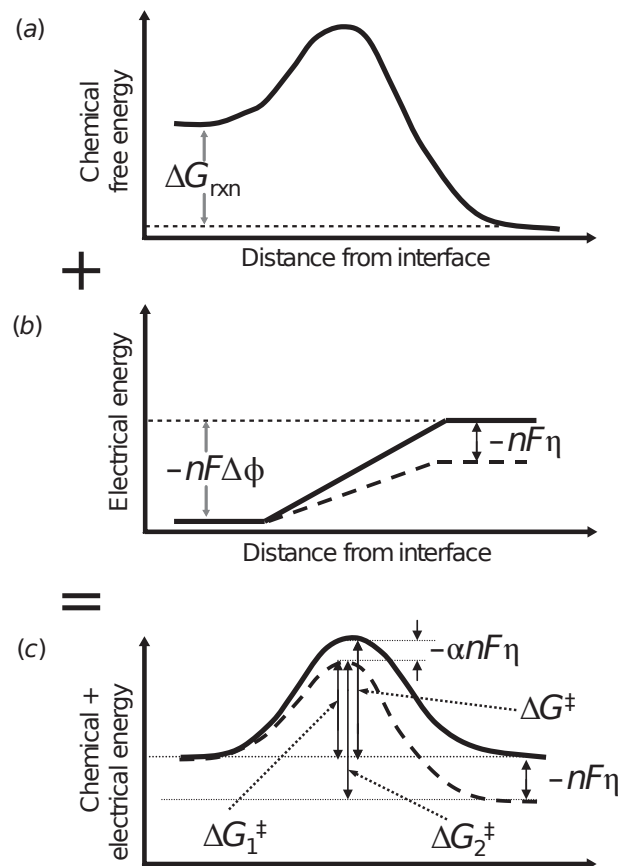 (a)
Chemical
free energy
ΔG_rxn
Distance from interface
+
(b)
Electrical energy
–nFΔϕ
–nFη
Distance from interface
=
(c)
Chemical +
electrical energy
–αnFη
ΔG‡
–nFη
ΔG₁‡
ΔG₂‡